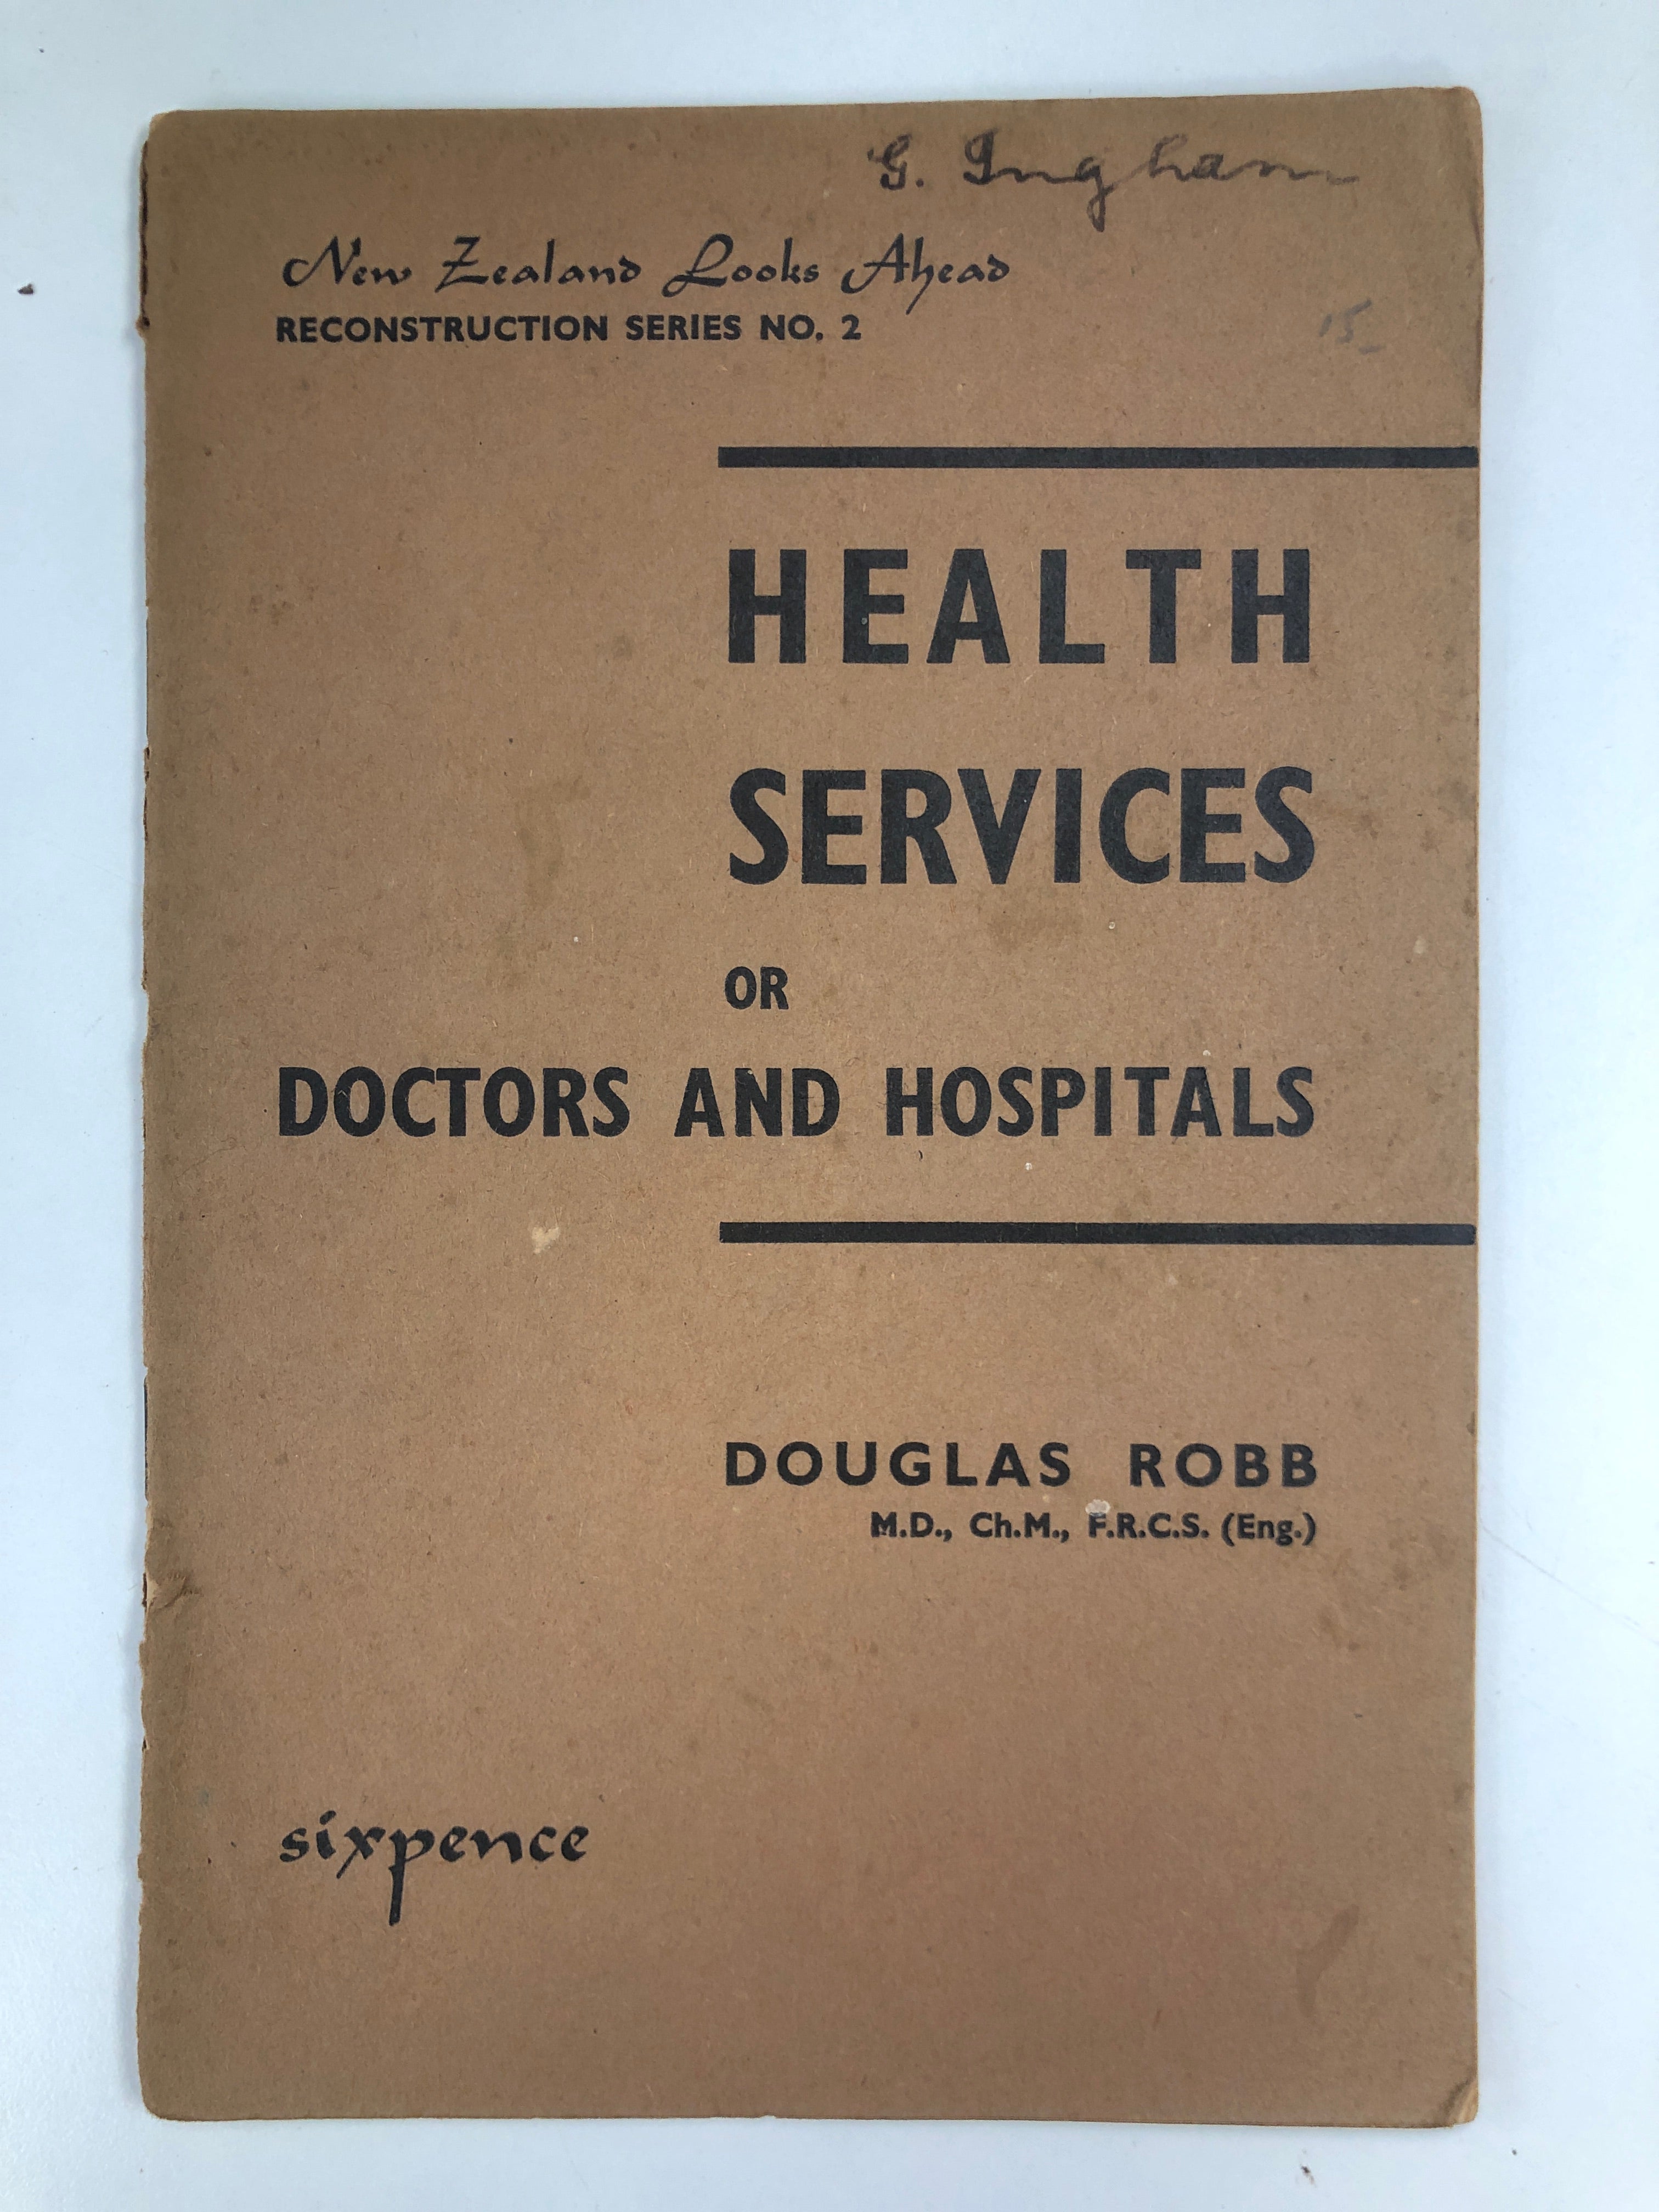 G. Ingham
New Zealand Looks Ahead
RECONSTRUCTION SERIES NO. 2
15_
HEALTH
SERVICES
OR
DOCTORS AND HOSPITALS
DOUGLAS ROBB
M.D., Ch.M., F.R.C.S. (Eng.)
sixpence